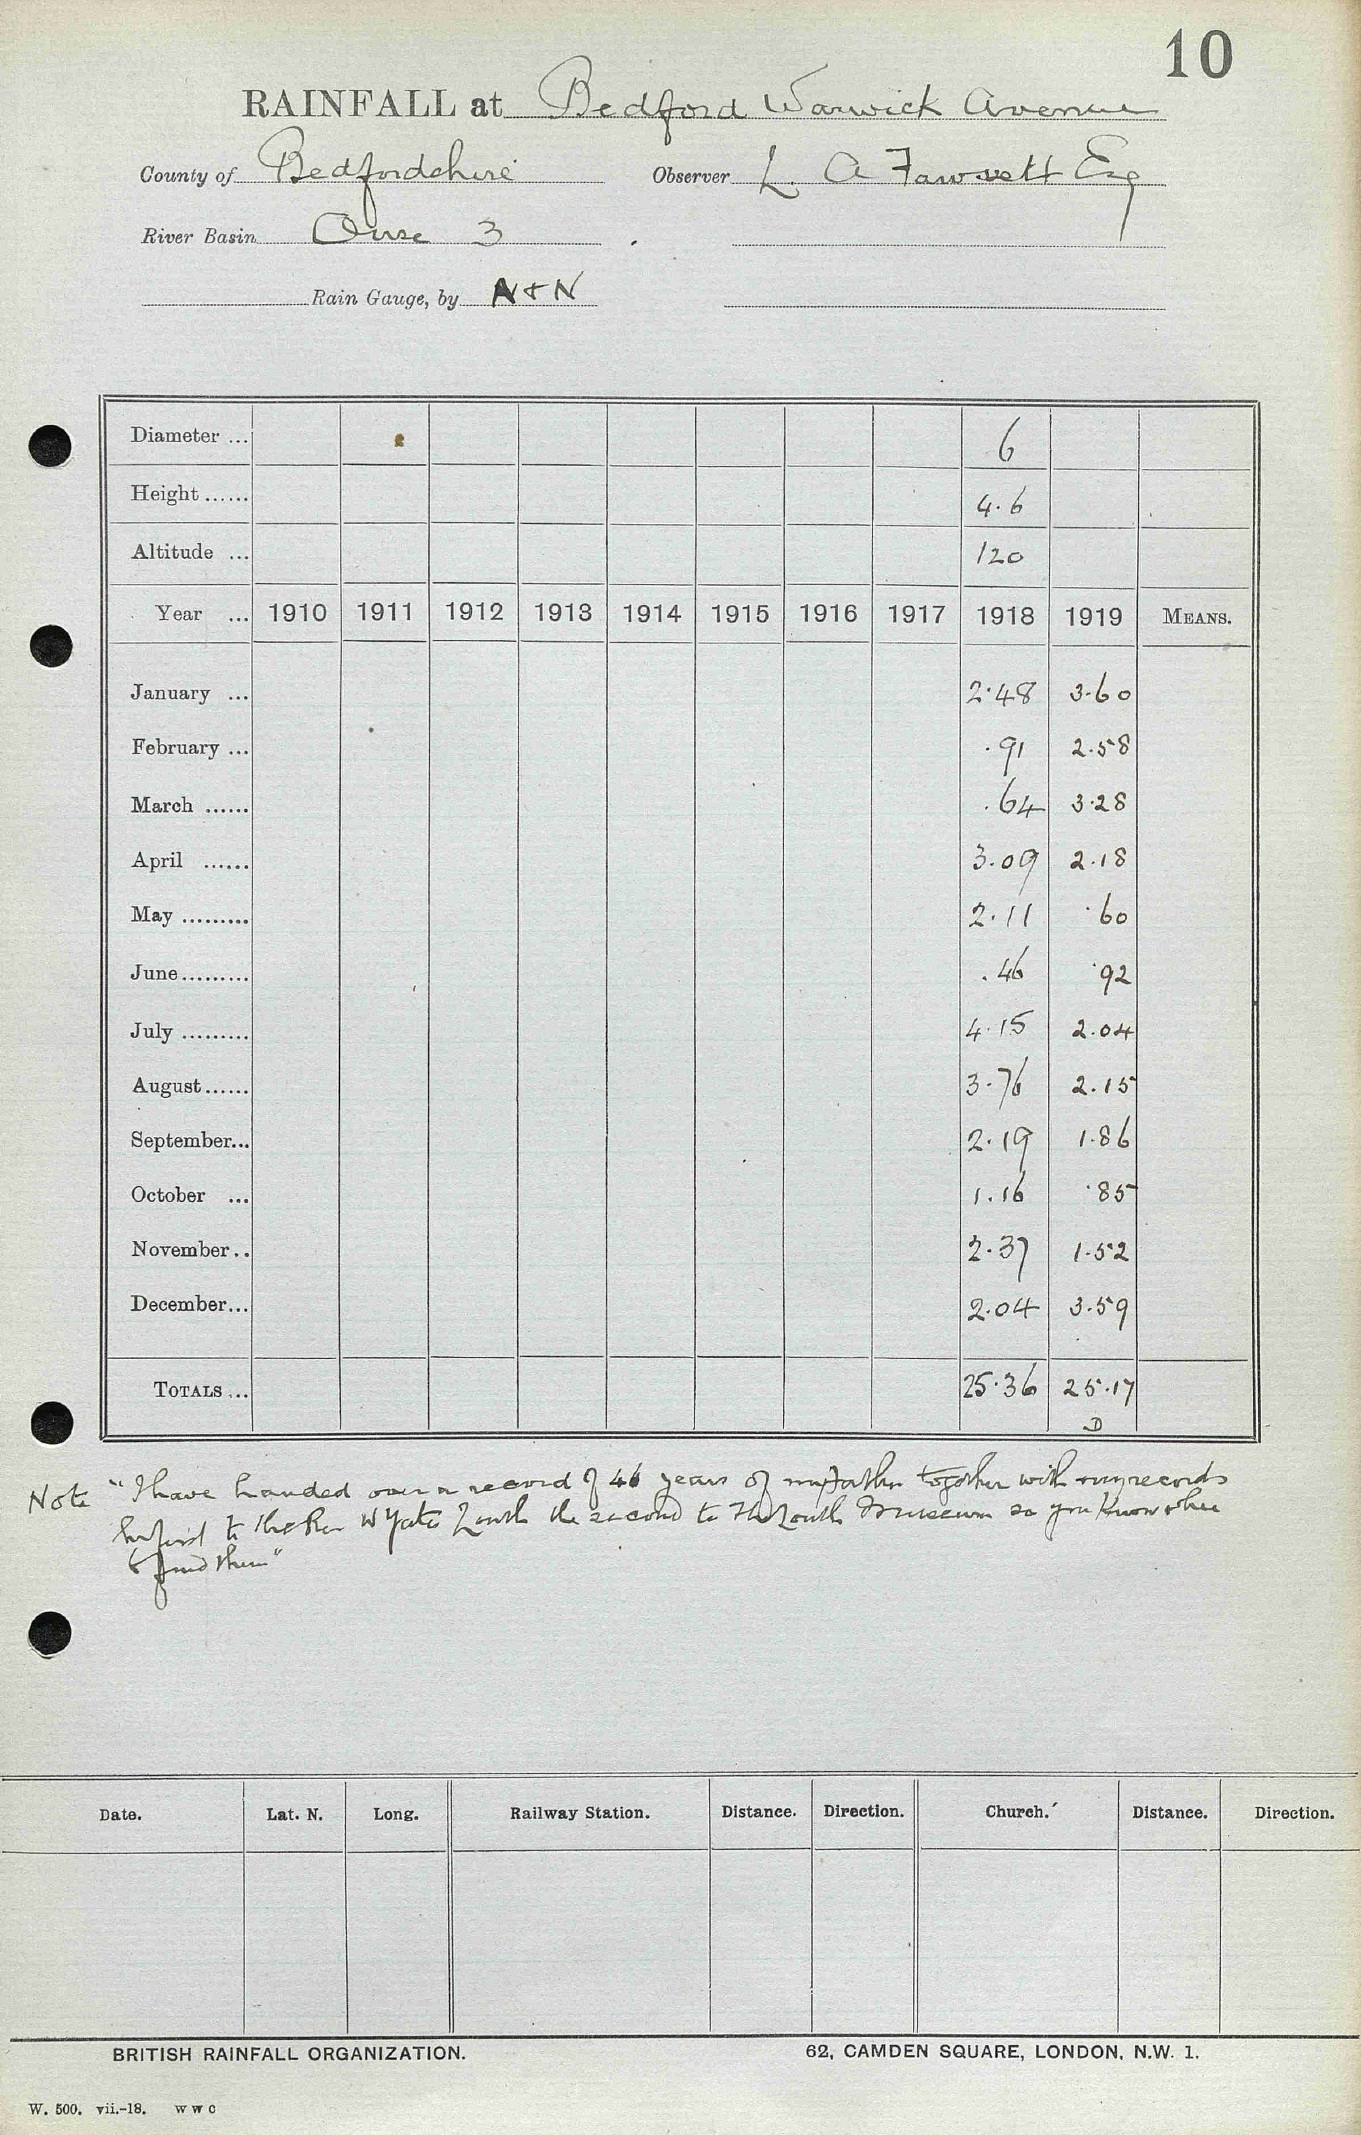 10
RAINFALL at Bedford Warwick Avenue
County of Bedfordshire Observer L. A Fawssett Esq
River Basin Ouse 3
Rain Gauge, by N + N
Diameter ... 6
Height ...... 4.6
Altitude ... 120
Year ... 1910 1911 1912 1913 1914 1915 1916 1917 1918 1919 MEANS.
January ... 2.48 3.60
February ... .91 2.58
March ...... .64 3.28
April ...... 3.09 2.18
May ......... 2.11 .60
June ......... .46 .92
July ......... 4.15 2.04
August ...... 3.76 2.15
September... 2.19 1.86
October ... 1.16 .85
November.. 2.37 1.52
December... 2.04 3.59
TOTALS ... 25.36 25.17
D
Note "I have handed over a record of 46 years of my father together with my records
first to the Rev W Yate Louth the second to the Louth Museum so you know where
to find them"
Date. Lat. N. Long. Railway Station. Distance. Direction. Church. Distance. Direction.
BRITISH RAINFALL ORGANIZATION. 62, CAMDEN SQUARE, LONDON, N.W. 1.
W. 500. vii.-18. W W C